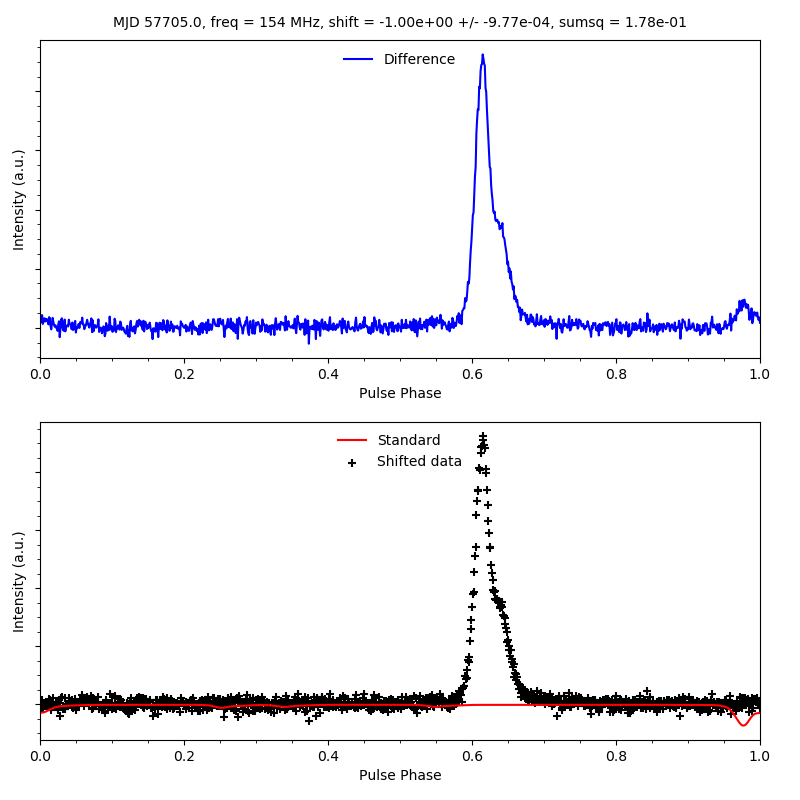 MJD 57705.0, freq = 154 MHz, shift = -1.00e+00 +/- -9.77e-04, sumsq = 1.78e-01
Difference
Intensity (a.u.)
0.0 0.2 0.4 0.6 0.8 1.0
Pulse Phase
Standard
Shifted data
Intensity (a.u.)
0.0 0.2 0.4 0.6 0.8 1.0
Pulse Phase